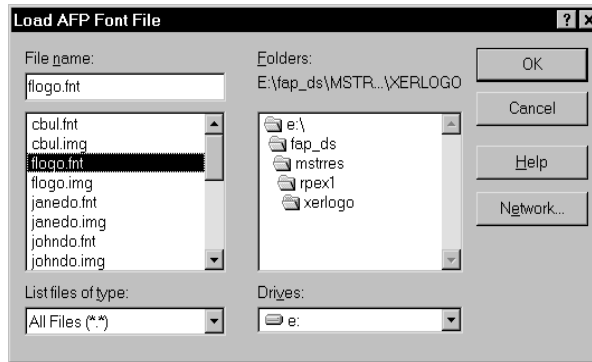 Load AFP Font File
File name:
flogo.fnt
cbul.fnt
cbul.img
flogo.fnt
flogo.img
janedo.fnt
janedo.img
johndo.fnt
johndo.img
List files of type:
All Files (*.*)
Folders:
E:\fap_ds\MSTR...\XERLOGO
e:\
fap_ds
mstrres
rpex1
xerlogo
Drives:
e:
OK
Cancel
Help
Network...